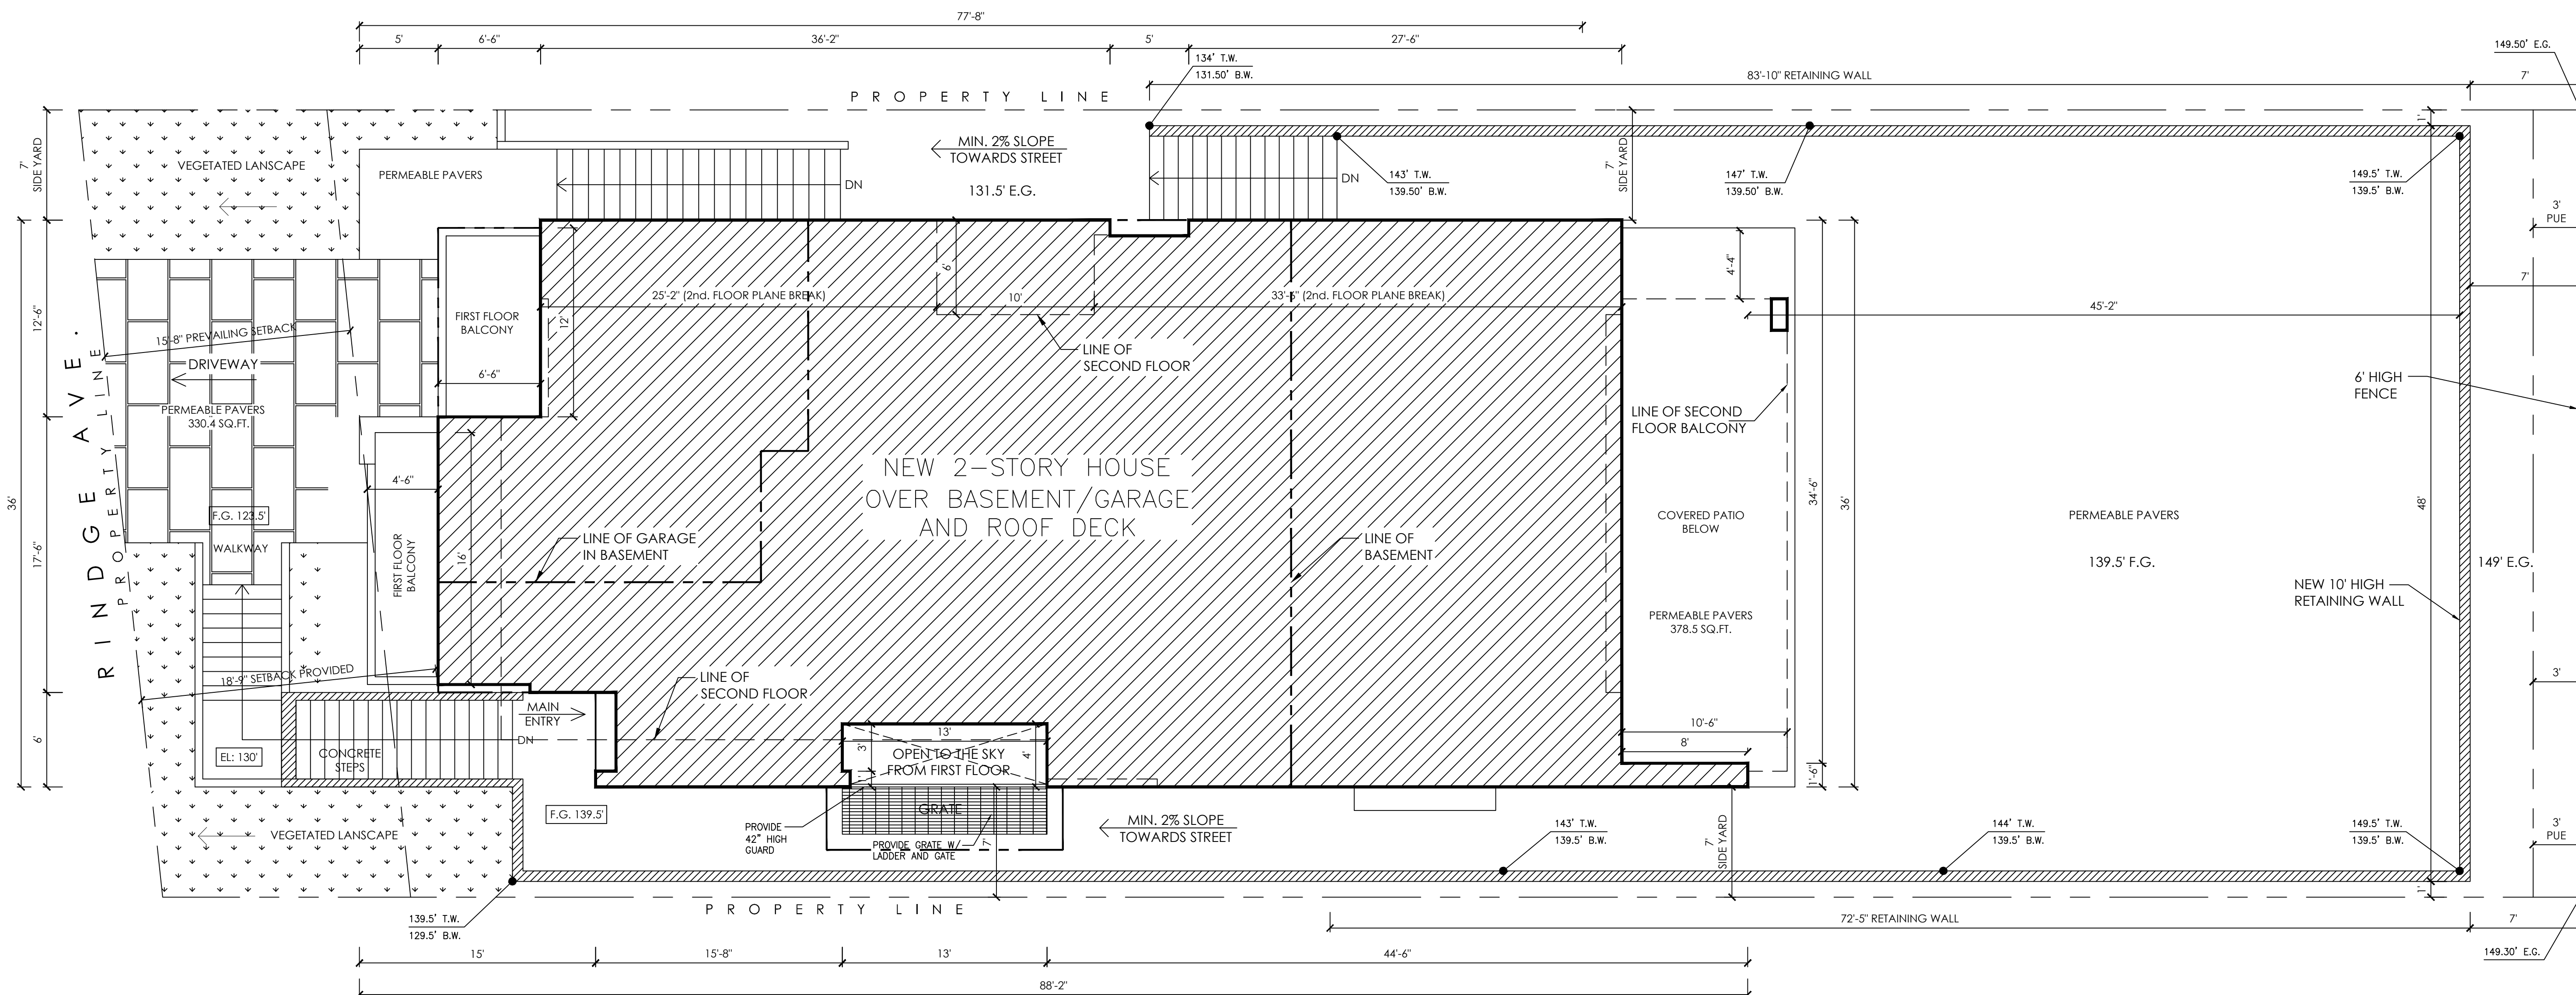 77'-8"
5'
6'-6"
36'-2"
5'
27'-6"
134' T.W.
131.50' B.W.
83'-10" RETAINING WALL
7'
149.50' E.G.
PROPERTY LINE
7'
SIDE YARD
VEGETATED LANSCAPE
PERMEABLE PAVERS
DN
MIN. 2% SLOPE
TOWARDS STREET
131.5' E.G.
DN
143' T.W.
139.50' B.W.
7'
SIDE YARD
147' T.W.
139.50' B.W.
149.5' T.W.
139.5' B.W.
1'
3'
PUE
7'
36'
12'-6"
17'-6"
6'
RINDGE AVE.
PROPERTY LINE
15'-8" PREVAILING SETBACK
DRIVEWAY
PERMEABLE PAVERS
330.4 SQ.FT.
F.G. 123.5'
WALKWAY
18'-9" SETBACK PROVIDED
EL: 130'
CONCRETE
STEPS
VEGETATED LANSCAPE
FIRST FLOOR
BALCONY
12'
6'-6"
4'-6"
FIRST FLOOR
BALCONY
16'
25'-2" (2nd. FLOOR PLANE BREAK)
6'
10'
33'-6" (2nd. FLOOR PLANE BREAK)
LINE OF
SECOND FLOOR
NEW 2-STORY HOUSE
OVER BASEMENT/GARAGE
AND ROOF DECK
LINE OF GARAGE
IN BASEMENT
LINE OF
BASEMENT
LINE OF
SECOND FLOOR
MAIN
ENTRY
DN
13'
3'
4'
1'
OPEN TO THE SKY
FROM FIRST FLOOR
GRATE
F.G. 139.5'
PROVIDE
42" HIGH
GUARD
PROVIDE GRATE W/
LADDER AND GATE
7'
MIN. 2% SLOPE
TOWARDS STREET
4'-4"
LINE OF SECOND
FLOOR BALCONY
COVERED PATIO
BELOW
PERMEABLE PAVERS
378.5 SQ.FT.
10'-6"
8'
34'-6"
36'
1'-6"
45'-2"
PERMEABLE PAVERS
139.5' F.G.
48'
149' E.G.
6' HIGH
FENCE
NEW 10' HIGH
RETAINING WALL
3'
3'
PUE
143' T.W.
139.5' B.W.
7'
SIDE YARD
144' T.W.
139.5' B.W.
149.5' T.W.
139.5' B.W.
1'
139.5' T.W.
129.5' B.W.
PROPERTY LINE
72'-5" RETAINING WALL
7'
149.30' E.G.
15'
15'-8"
13'
44'-6"
88'-2"